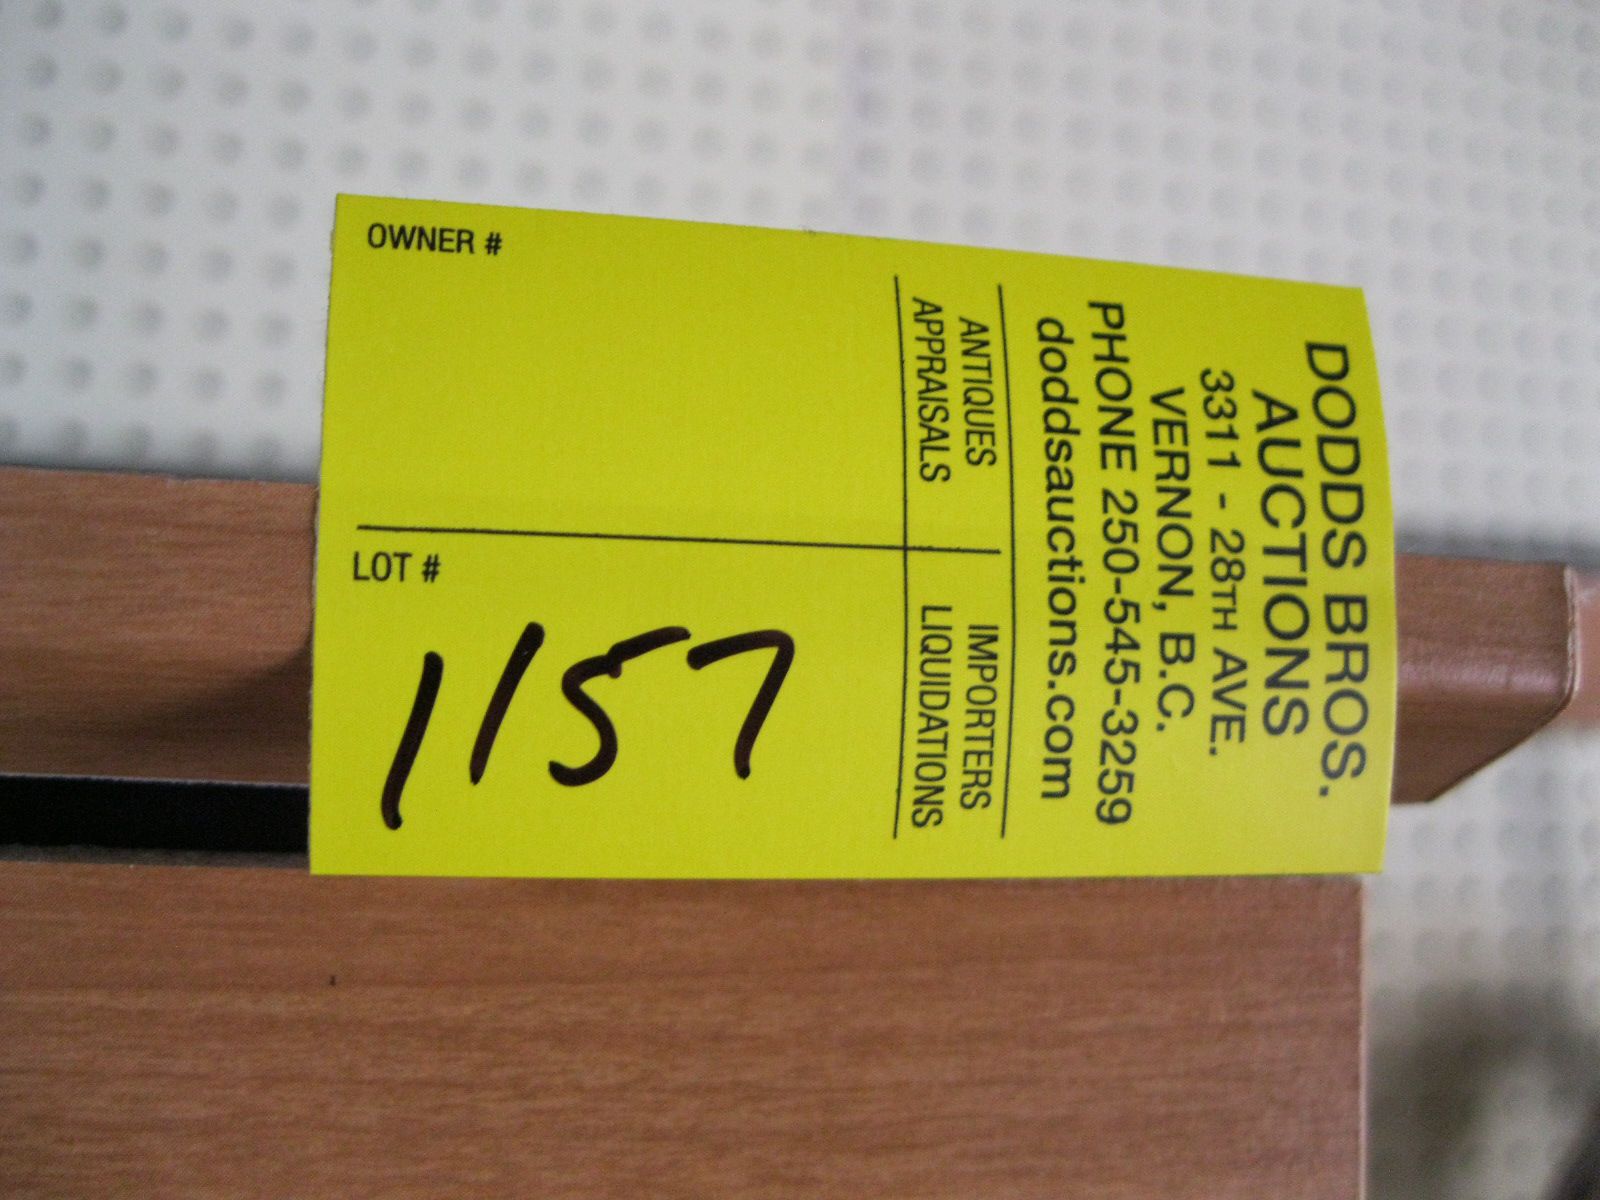 DODDS BROS.
AUCTIONS
3311 - 28TH AVE.
VERNON, B.C.
PHONE 250-545-3259
doddsauctions.com
ANTIQUES
APPRAISALS
IMPORTERS
LIQUIDATIONS
OWNER #
LOT #
1157